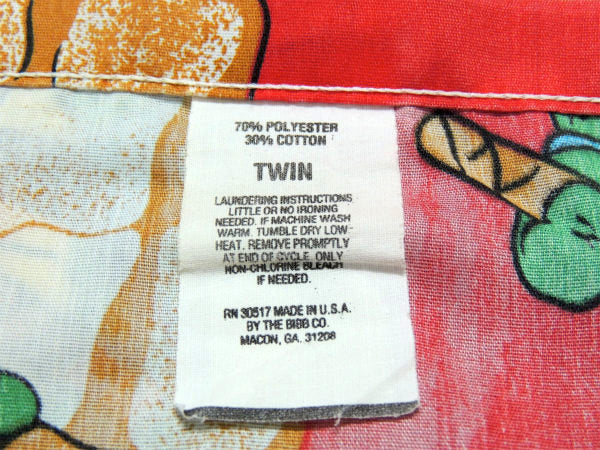 70% POLYESTER
30% COTTON
TWIN
LAUNDERING INSTRUCTIONS
LITTLE OR NO IRONING
NEEDED. IF MACHINE WASH
WARM. TUMBLE DRY LOW
HEAT. REMOVE PROMPTLY
AT END OF CYCLE. ONLY
NON-CHLORINE BLEACH
IF NEEDED.
RN 30517 MADE IN U.S.A.
BY THE BIBB CO.
MACON, GA. 31208